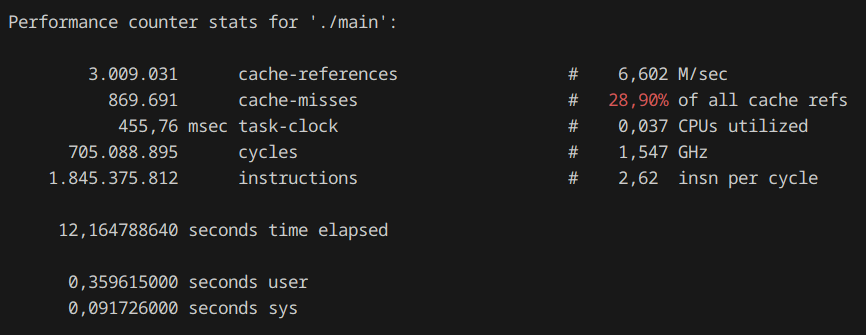 Performance counter stats for './main':
3.009.031 cache-references # 6,602 M/sec
869.691 cache-misses # 28,90% of all cache refs
455,76 msec task-clock # 0,037 CPUs utilized
705.088.895 cycles # 1,547 GHz
1.845.375.812 instructions # 2,62 insn per cycle
12,164788640 seconds time elapsed
0,359615000 seconds user
0,091726000 seconds sys